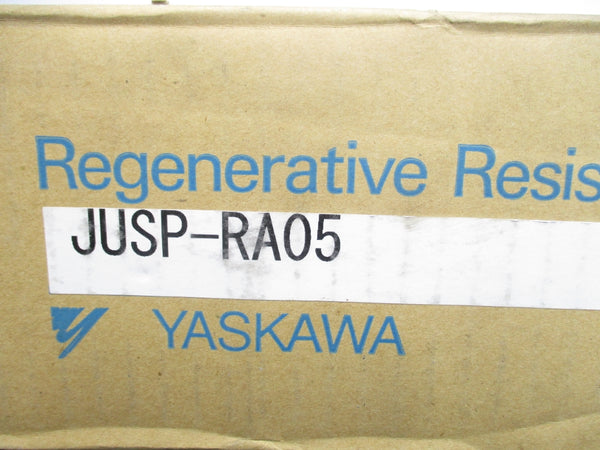 Regenerative Resis
JUSP-RA05
YASKAWA